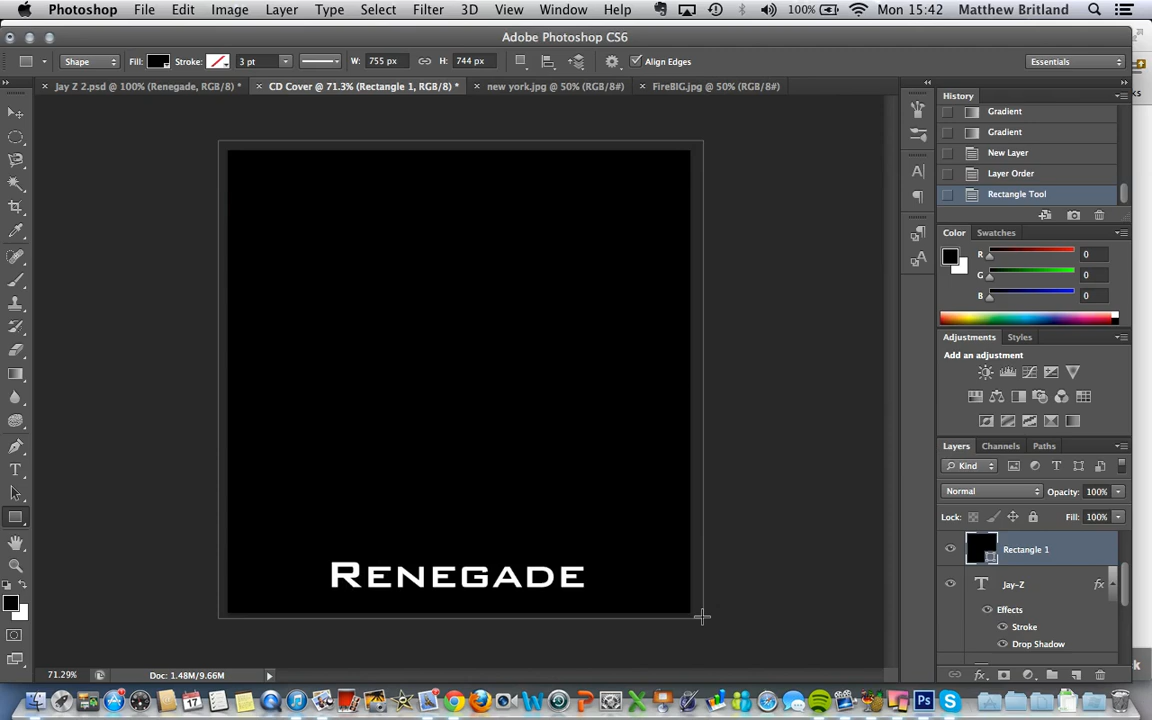 Photoshop File Edit Image Layer Type Select Filter 3D View Window Help 100% Mon 15:42 Matthew Britland
Adobe Photoshop CS6
Shape Fill: Stroke: 3 pt W: 755 px H: 744 px Align Edges Essentials
Jay Z 2.psd @ 100% (Renegade, RGB/8) * CD Cover @ 71.3% (Rectangle 1, RGB/8) * new york.jpg @ 50% (RGB/8#) FireBIG.jpg @ 50% (RGB/8#)
History
Gradient
Gradient
New Layer
Layer Order
Rectangle Tool
Color Swatches
R 0
G 0
B 0
Adjustments Styles
Add an adjustment
Layers Channels Paths
Kind
Normal Opacity: 100%
Lock: Fill: 100%
Rectangle 1
Jay-Z fx
Effects
Stroke
Drop Shadow
Renegade
71.29% Doc: 1.48M/9.66M